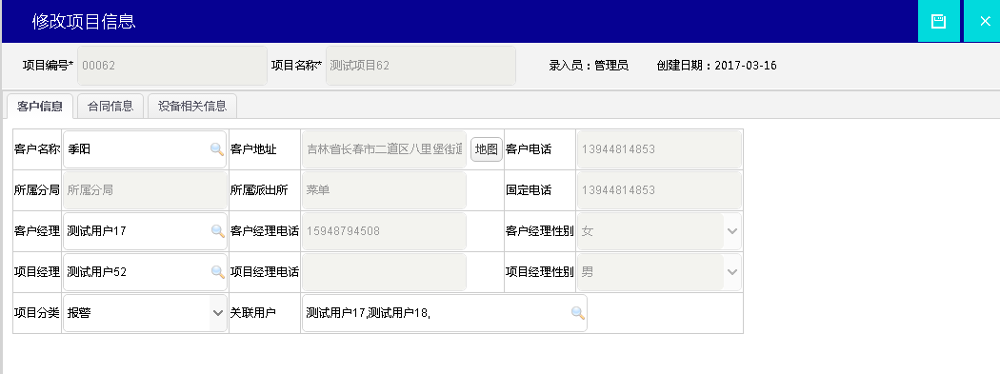 修改项目信息
项目编号* 00062 项目名称* 测试项目62 录入员：管理员 创建日期：2017-03-16
客户信息 合同信息 设备相关信息
客户名称 季阳 客户地址 吉林省长春市二道区八里堡街道 地图 客户电话 13944814853
所属分局 所属分局 所属派出所 菜单 固定电话 13944814853
客户经理 测试用户17 客户经理电话 15948794508 客户经理性别 女
项目经理 测试用户52 项目经理电话 项目经理性别 男
项目分类 报警 关联用户 测试用户17,测试用户18,